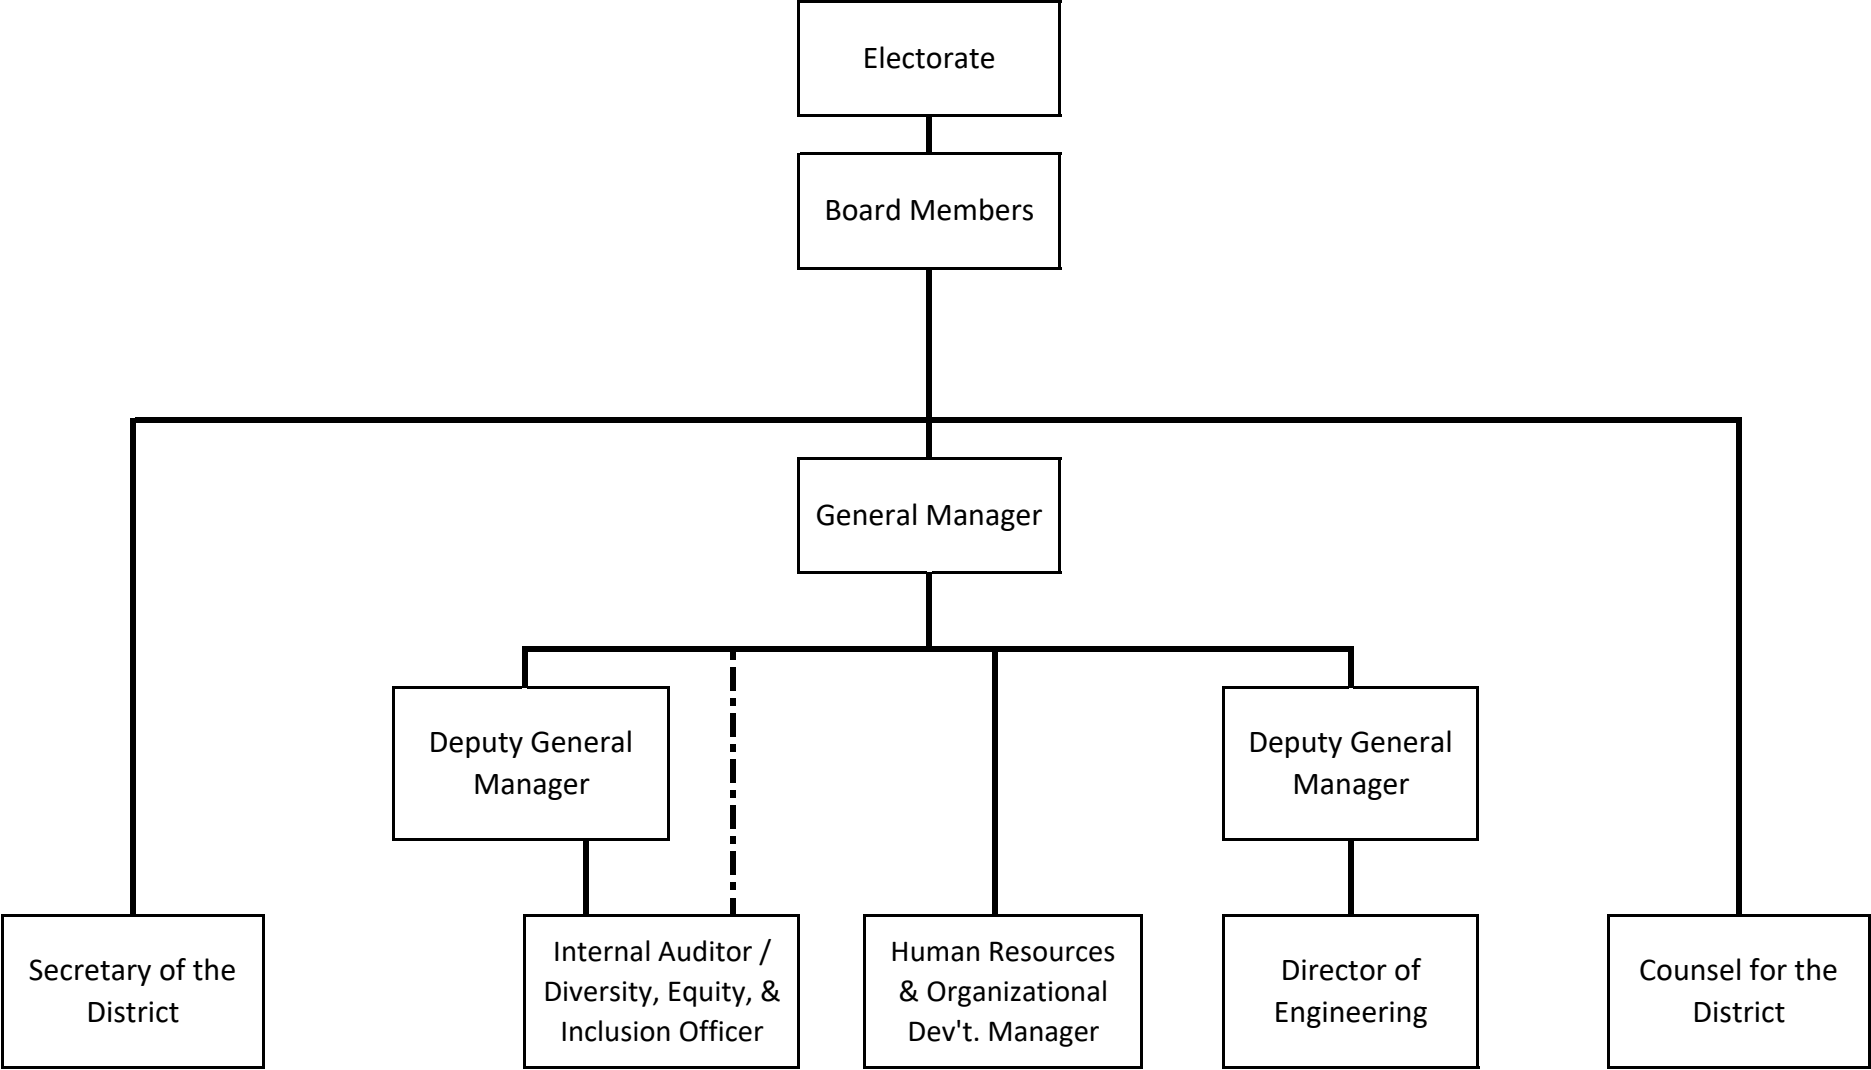 Electorate
Board Members
General Manager
Deputy General
Manager
Deputy General
Manager
Secretary of the
District
Internal Auditor /
Diversity, Equity, &
Inclusion Officer
Human Resources
& Organizational
Dev't. Manager
Director of
Engineering
Counsel for the
District